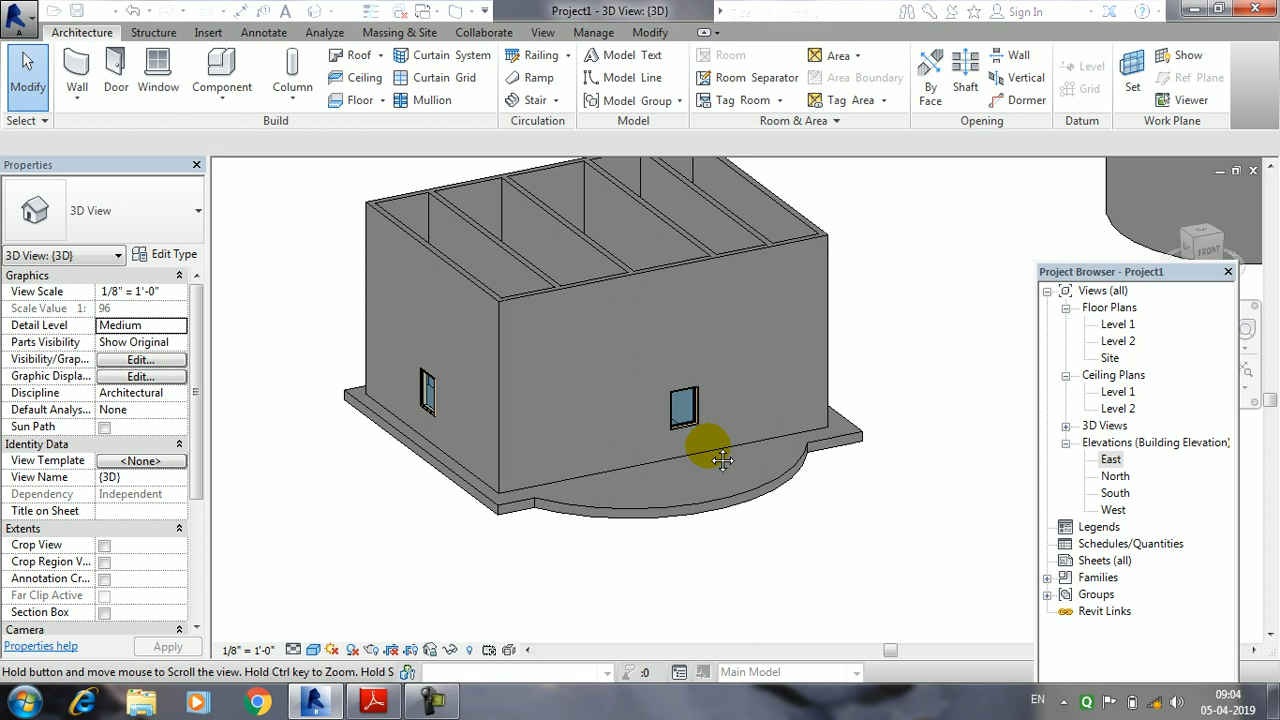 Project1 - 3D View: {3D}
Sign In
A
Architecture Structure Insert Annotate Analyze Massing & Site Collaborate View Manage Modify
Modify Wall Door Window Component Column
Roof Curtain System Railing Model Text Room Area Wall Level Show
Ceiling Curtain Grid Ramp Model Line Room Separator Area Boundary By Face Shaft Vertical Grid Set Ref Plane
Floor Mullion Stair Model Group Tag Room Tag Area Dormer Viewer
Select Build Circulation Model Room & Area Opening Datum Work Plane
Properties
3D View
3D View: {3D} Edit Type
Graphics
View Scale 1/8" = 1'-0"
Scale Value 1: 96
Detail Level Medium
Parts Visibility Show Original
Visibility/Grap... Edit...
Graphic Displa... Edit...
Discipline Architectural
Default Analys... None
Sun Path
Identity Data
View Template <None>
View Name {3D}
Dependency Independent
Title on Sheet
Extents
Crop View
Crop Region V...
Annotation Cr...
Far Clip Active
Section Box
Camera
Properties help Apply
FRONT
Project Browser - Project1
Views (all)
Floor Plans
Level 1
Level 2
Site
Ceiling Plans
Level 1
Level 2
3D Views
Elevations (Building Elevation)
East
North
South
West
Legends
Schedules/Quantities
Sheets (all)
Families
Groups
Revit Links
1/8" = 1'-0"
Hold button and move mouse to Scroll the view. Hold Ctrl key to Zoom. Hold S :0 Main Model
EN 09:04
05-04-2019